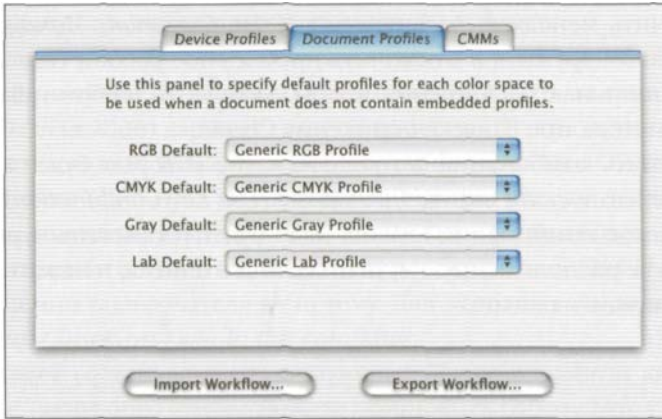 Device Profiles Document Profiles CMMs
Use this panel to specify default profiles for each color space to
be used when a document does not contain embedded profiles.
RGB Default: Generic RGB Profile
CMYK Default: Generic CMYK Profile
Gray Default: Generic Gray Profile
Lab Default: Generic Lab Profile
Import Workflow... Export Workflow...